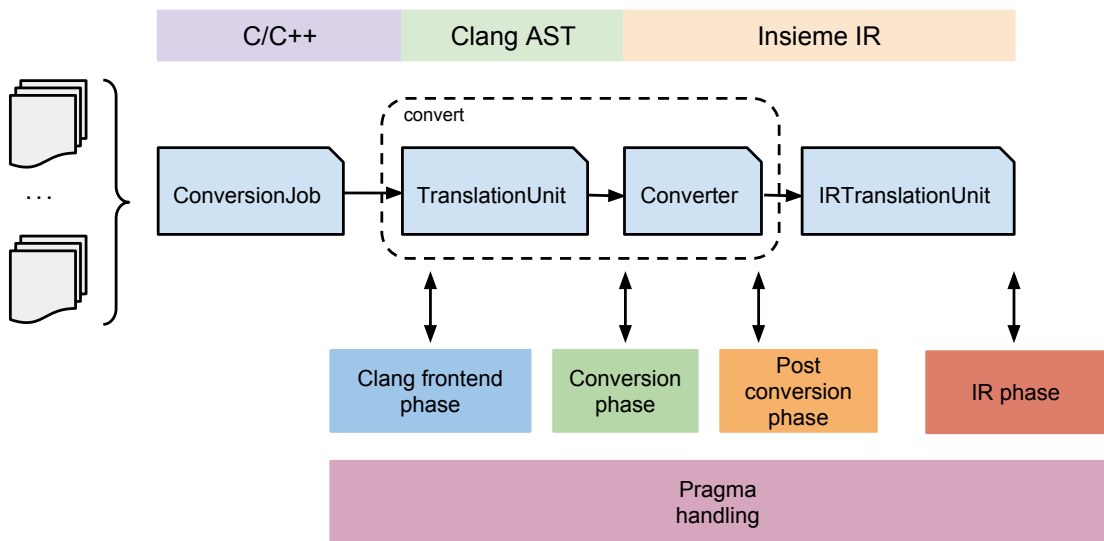 C/C++
Clang AST
Insieme IR
convert
...
ConversionJob
TranslationUnit
Converter
IRTranslationUnit
Clang frontend
phase
Conversion
phase
Post
conversion
phase
IR phase
Pragma
handling